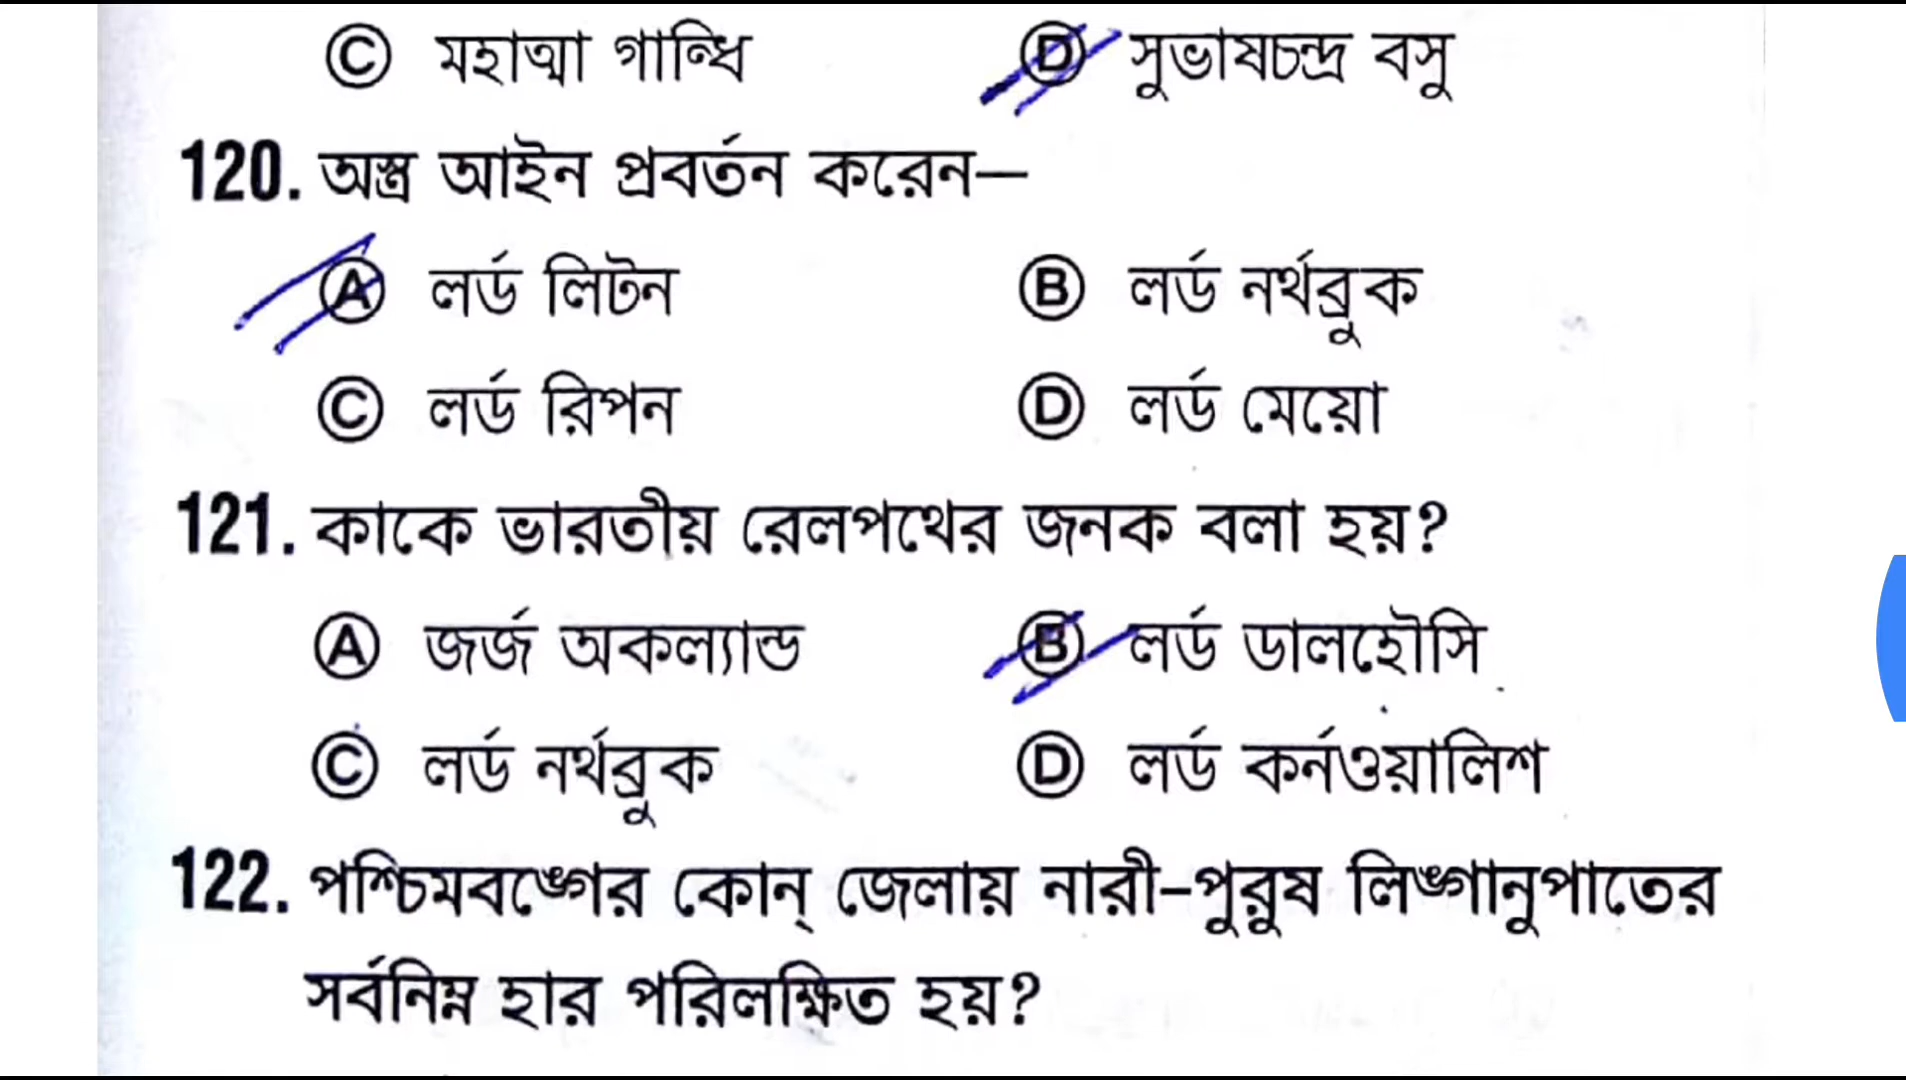 Ⓒ মহাত্মা গান্ধি Ⓓ সুভাষচন্দ্র বসু
120. অস্ত্র আইন প্রবর্তন করেন—
Ⓐ লর্ড লিটন Ⓑ লর্ড নর্থব্রুক
Ⓒ লর্ড রিপন Ⓓ লর্ড মেয়ো
121. কাকে ভারতীয় রেলপথের জনক বলা হয়?
Ⓐ জর্জ অকল্যান্ড Ⓑ লর্ড ডালহৌসি
Ⓒ লর্ড নর্থব্রুক Ⓓ লর্ড কর্নওয়ালিশ
122. পশ্চিমবঙ্গের কোন্ জেলায় নারী-পুরুষ লিঙ্গানুপাতের
সর্বনিম্ন হার পরিলক্ষিত হয়?